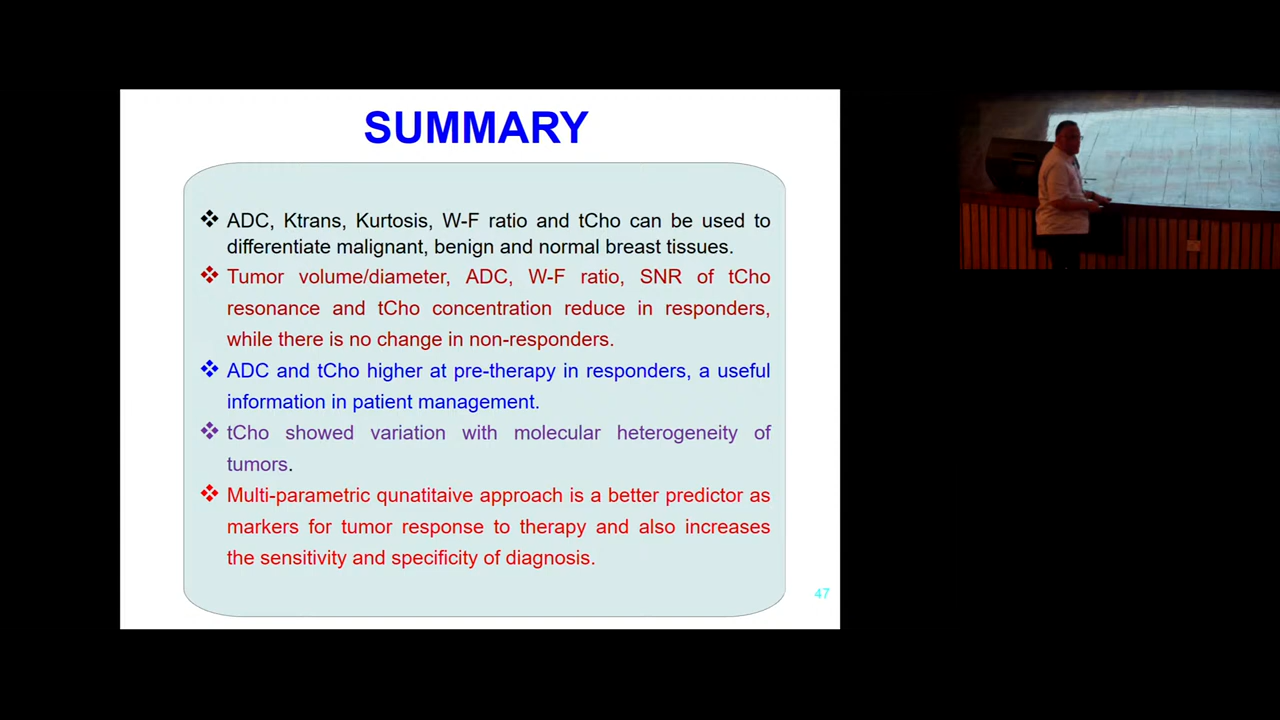 SUMMARY
❖ ADC, Ktrans, Kurtosis, W-F ratio and tCho can be used to
differentiate malignant, benign and normal breast tissues.
❖ Tumor volume/diameter, ADC, W-F ratio, SNR of tCho
resonance and tCho concentration reduce in responders,
while there is no change in non-responders.
❖ ADC and tCho higher at pre-therapy in responders, a useful
information in patient management.
❖ tCho showed variation with molecular heterogeneity of
tumors.
❖ Multi-parametric qunatitaive approach is a better predictor as
markers for tumor response to therapy and also increases
the sensitivity and specificity of diagnosis.
47